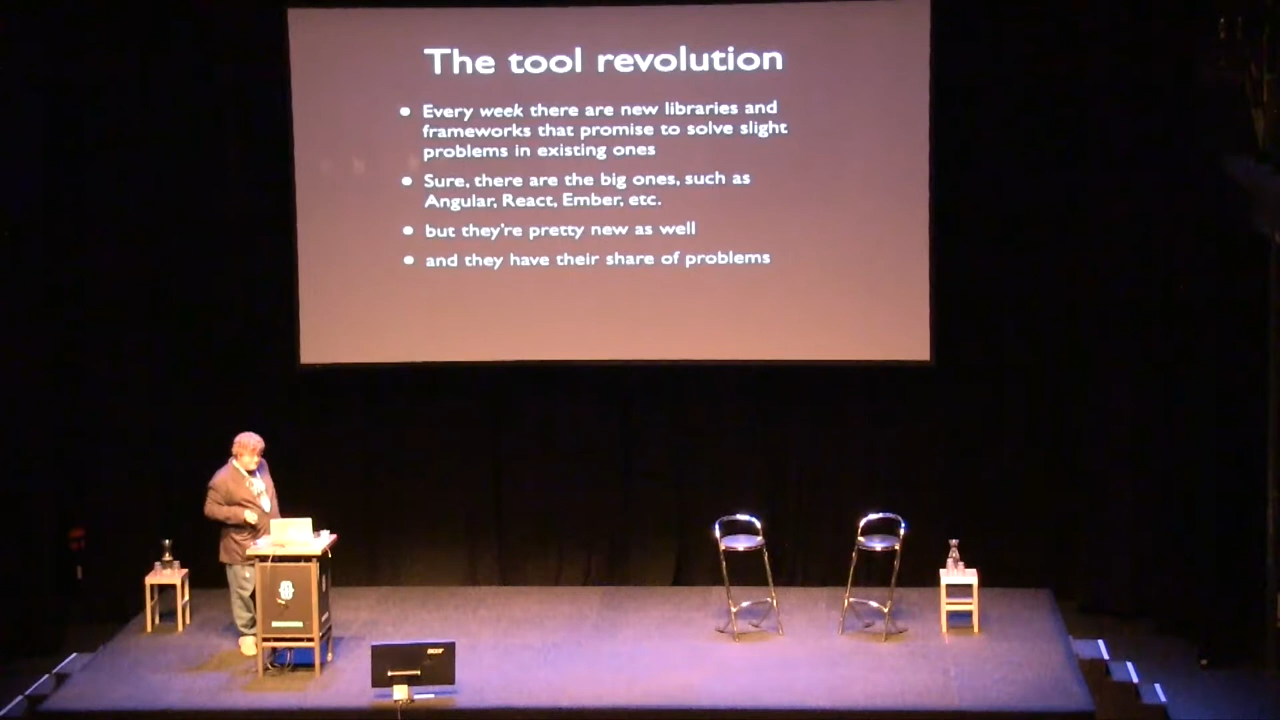 The tool revolution
Every week there are new libraries and
frameworks that promise to solve slight
problems in existing ones
Sure, there are the big ones, such as
Angular, React, Ember, etc.
but they're pretty new as well
and they have their share of problems
acer